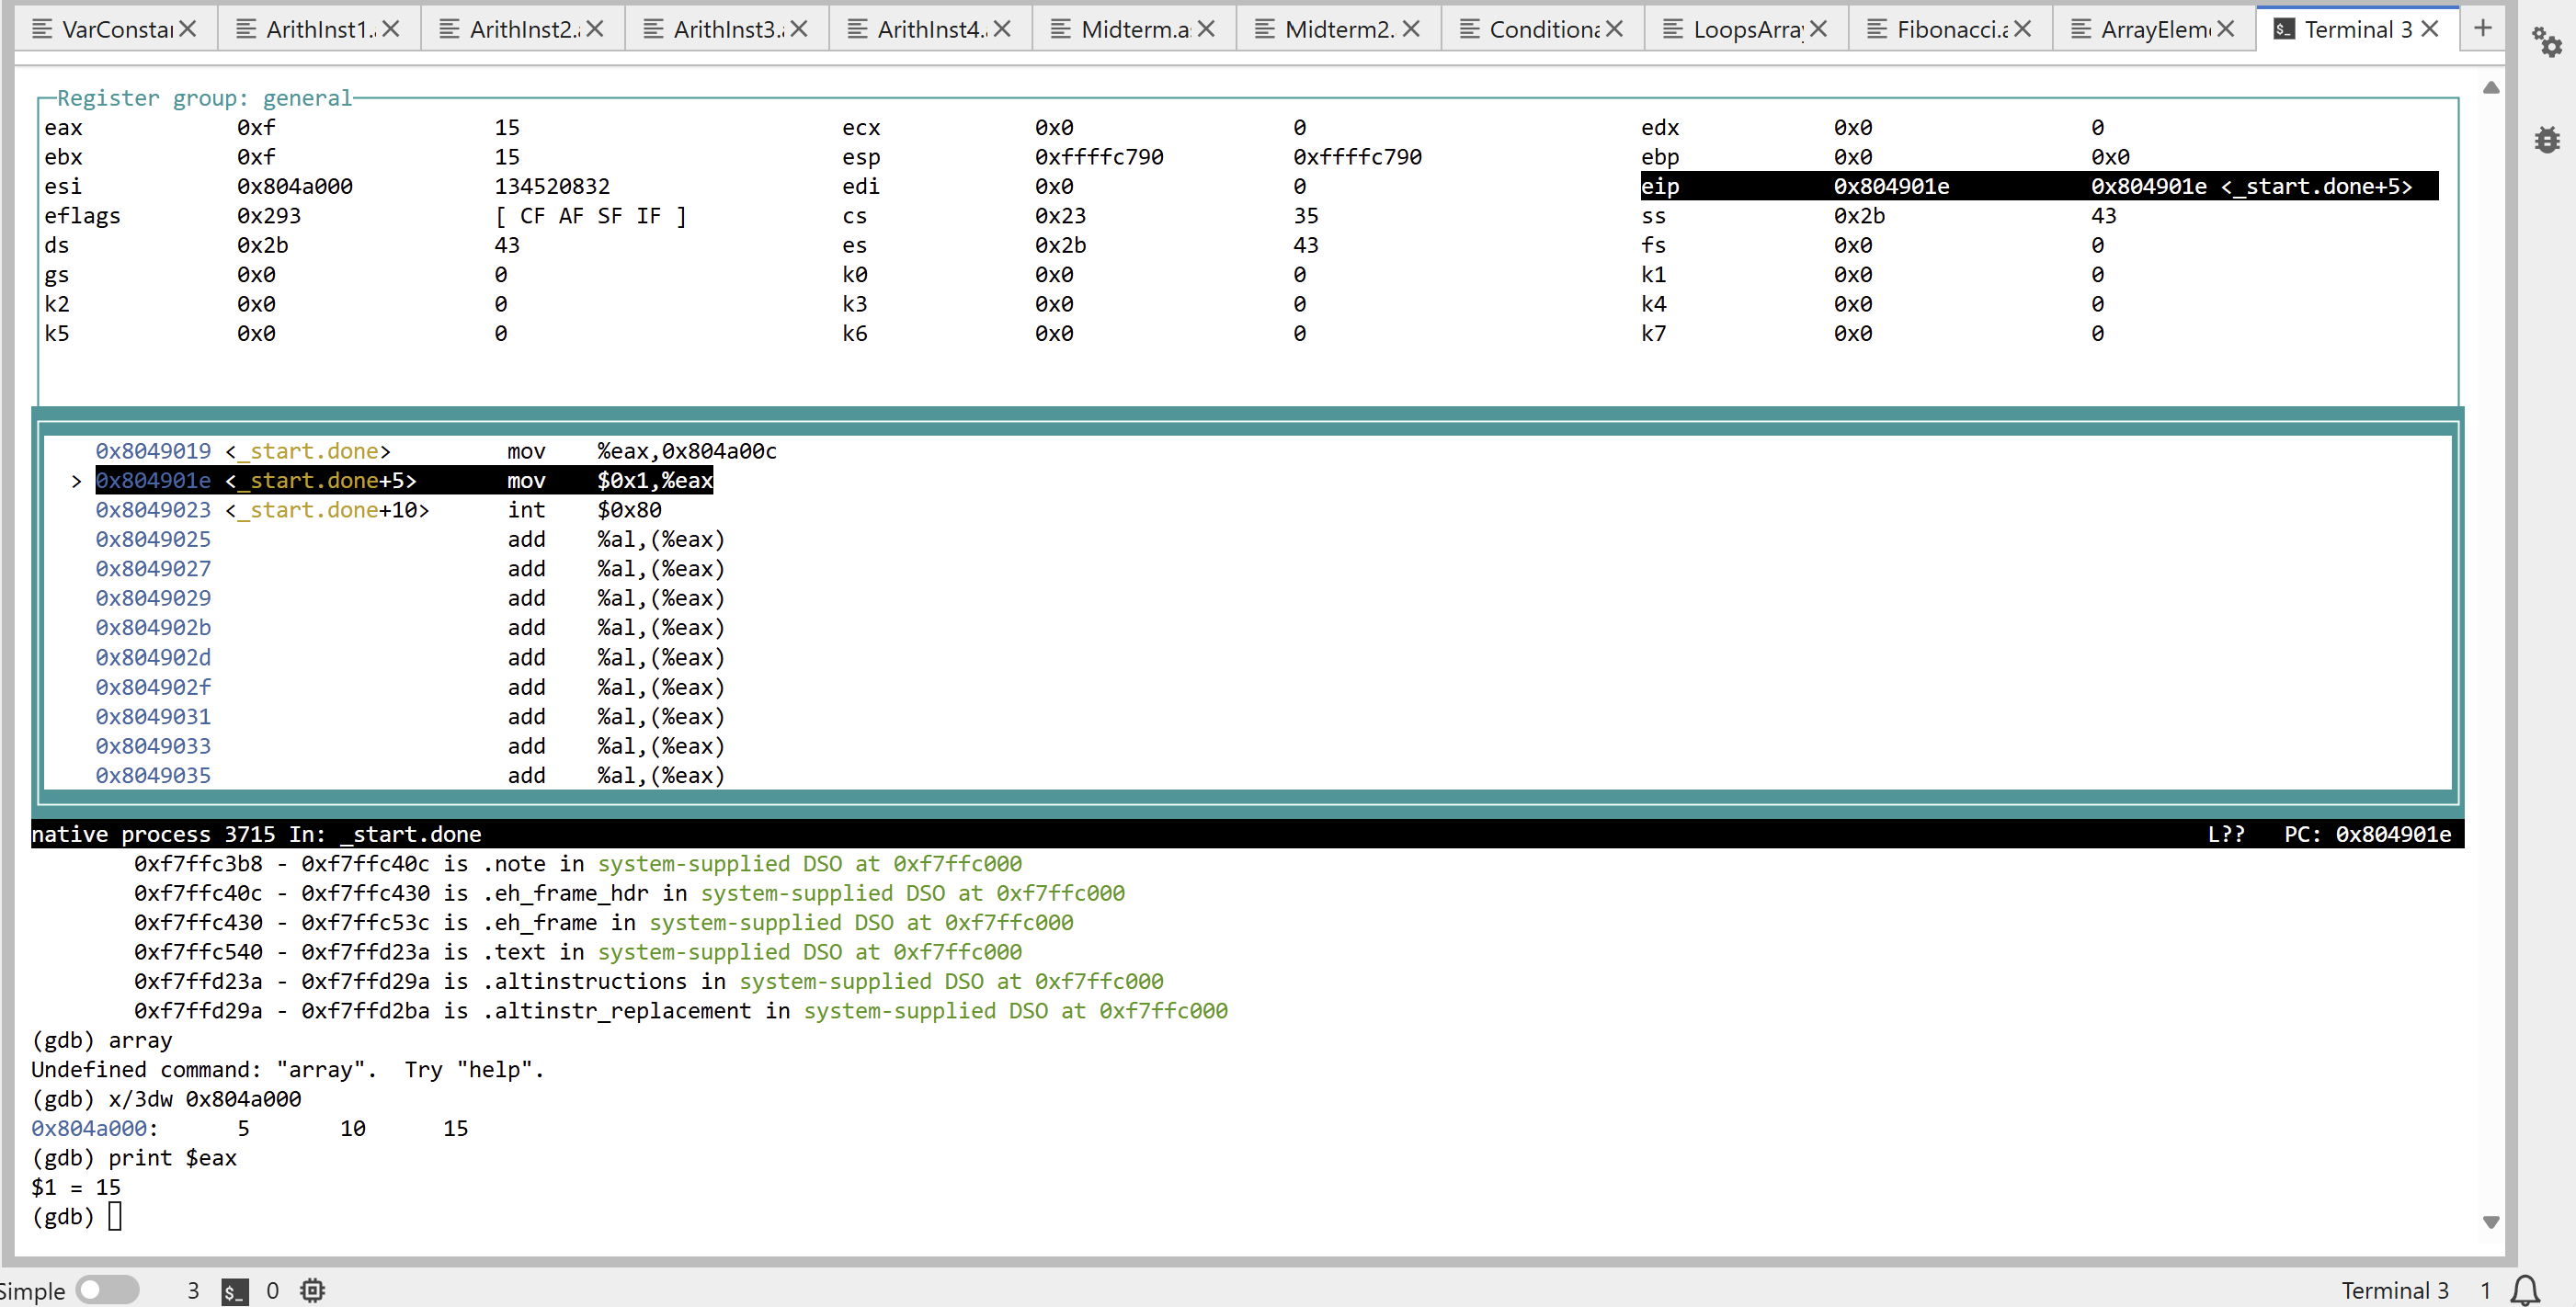 VarConstar ArithInst1. ArithInst2. ArithInst3. ArithInst4. Midterm.a Midterm2. Conditiona LoopsArray Fibonacci.a ArrayElem Terminal 3 +
Register group: general
eax 0xf 15 ecx 0x0 0 edx 0x0 0
ebx 0xf 15 esp 0xffffc790 0xffffc790 ebp 0x0 0x0
esi 0x804a000 134520832 edi 0x0 0 eip 0x804901e 0x804901e <_start.done+5>
eflags 0x293 [ CF AF SF IF ] cs 0x23 35 ss 0x2b 43
ds 0x2b 43 es 0x2b 43 fs 0x0 0
gs 0x0 0 k0 0x0 0 k1 0x0 0
k2 0x0 0 k3 0x0 0 k4 0x0 0
k5 0x0 0 k6 0x0 0 k7 0x0 0
0x8049019 <_start.done> mov %eax,0x804a00c
> 0x804901e <_start.done+5> mov $0x1,%eax
0x8049023 <_start.done+10> int $0x80
0x8049025 add %al,(%eax)
0x8049027 add %al,(%eax)
0x8049029 add %al,(%eax)
0x804902b add %al,(%eax)
0x804902d add %al,(%eax)
0x804902f add %al,(%eax)
0x8049031 add %al,(%eax)
0x8049033 add %al,(%eax)
0x8049035 add %al,(%eax)
native process 3715 In: _start.done L?? PC: 0x804901e
0xf7ffc3b8 - 0xf7ffc40c is .note in system-supplied DSO at 0xf7ffc000
0xf7ffc40c - 0xf7ffc430 is .eh_frame_hdr in system-supplied DSO at 0xf7ffc000
0xf7ffc430 - 0xf7ffc53c is .eh_frame in system-supplied DSO at 0xf7ffc000
0xf7ffc540 - 0xf7ffd23a is .text in system-supplied DSO at 0xf7ffc000
0xf7ffd23a - 0xf7ffd29a is .altinstructions in system-supplied DSO at 0xf7ffc000
0xf7ffd29a - 0xf7ffd2ba is .altinstr_replacement in system-supplied DSO at 0xf7ffc000
(gdb) array
Undefined command: "array".  Try "help".
(gdb) x/3dw 0x804a000
0x804a000: 5 10 15
(gdb) print $eax
$1 = 15
(gdb)
Simple 3 $_ 0 Terminal 3 1